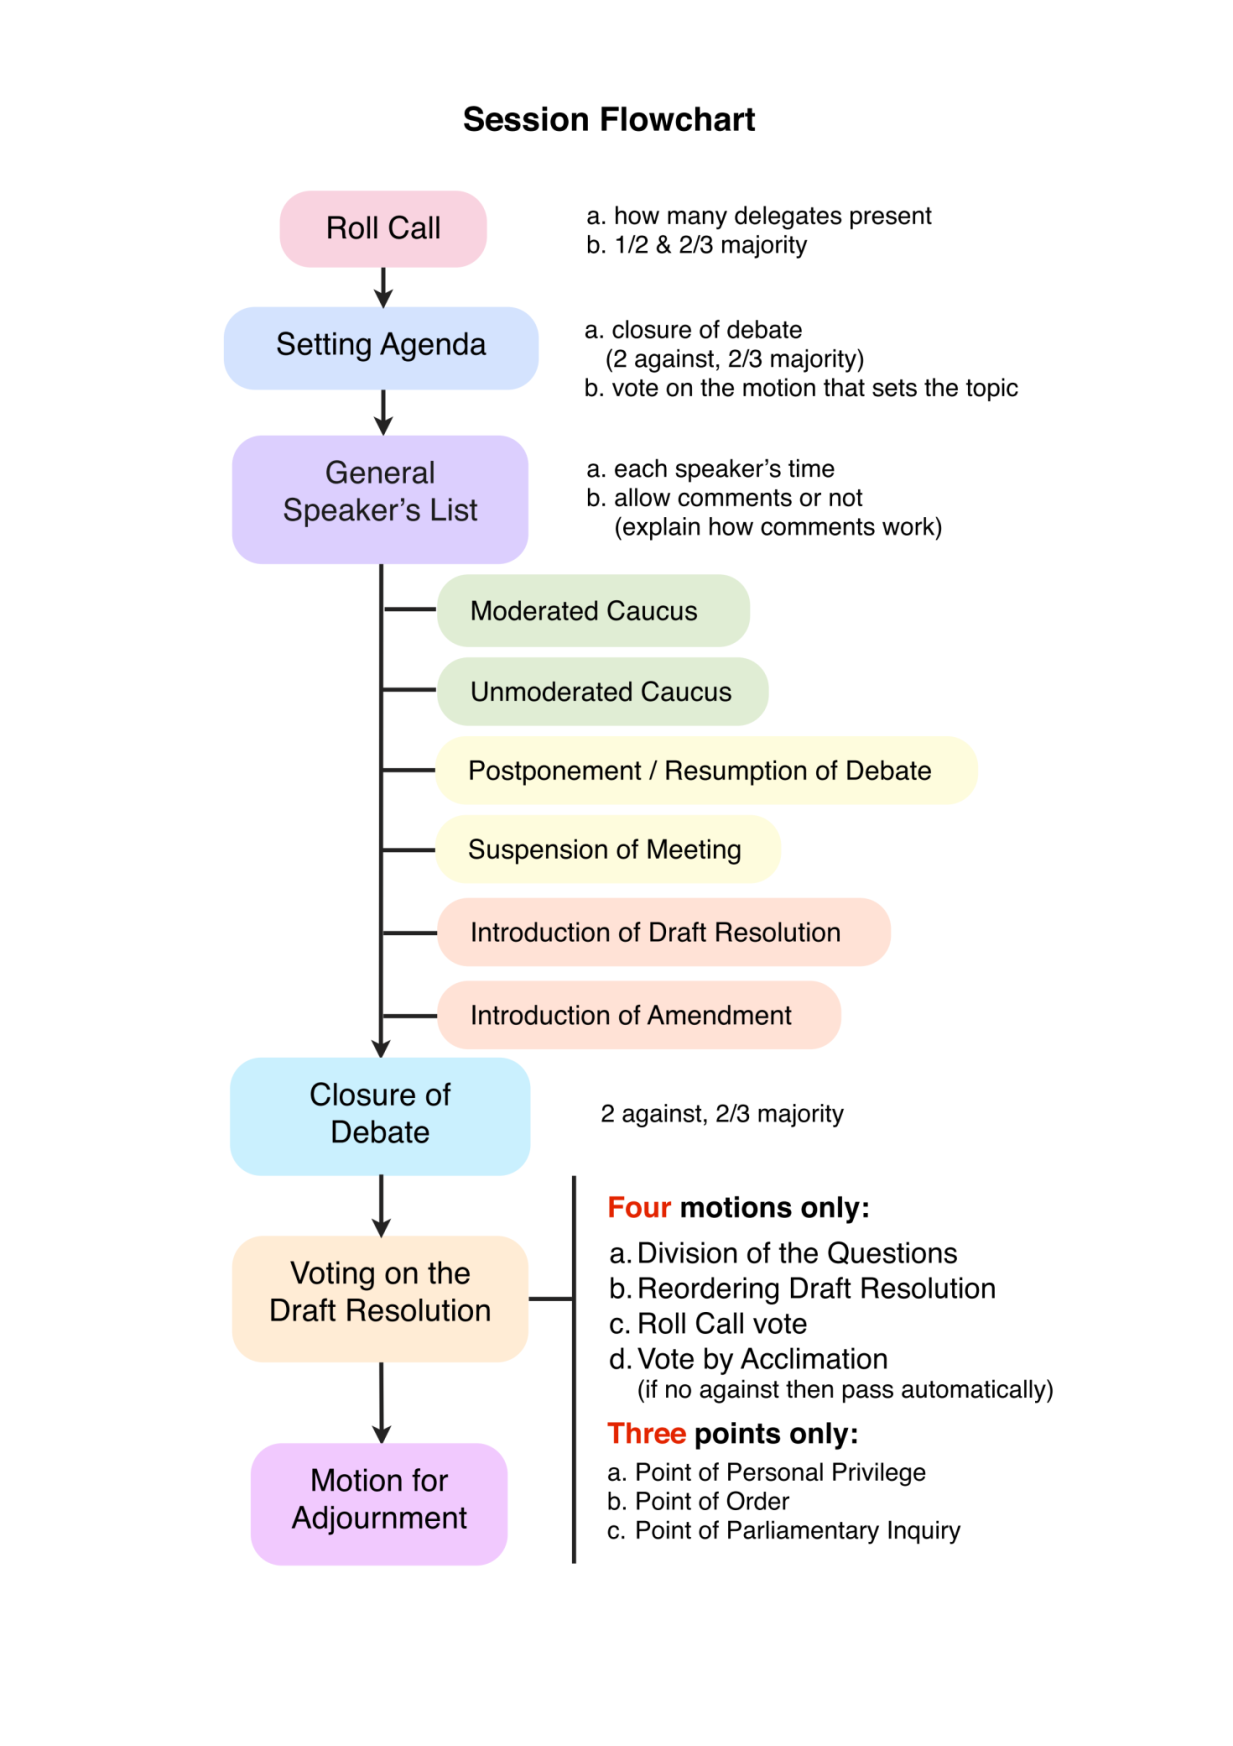 Session Flowchart
Roll Call
a. how many delegates present
b. 1/2 & 2/3 majority
Setting Agenda
a. closure of debate
(2 against, 2/3 majority)
b. vote on the motion that sets the topic
General
Speaker’s List
a. each speaker’s time
b. allow comments or not
(explain how comments work)
Moderated Caucus
Unmoderated Caucus
Postponement / Resumption of Debate
Suspension of Meeting
Introduction of Draft Resolution
Introduction of Amendment
Closure of
Debate
2 against, 2/3 majority
Voting on the
Draft Resolution
Four motions only:
a. Division of the Questions
b. Reordering Draft Resolution
c. Roll Call vote
d. Vote by Acclimation
(if no against then pass automatically)
Three points only:
a. Point of Personal Privilege
b. Point of Order
c. Point of Parliamentary Inquiry
Motion for
Adjournment